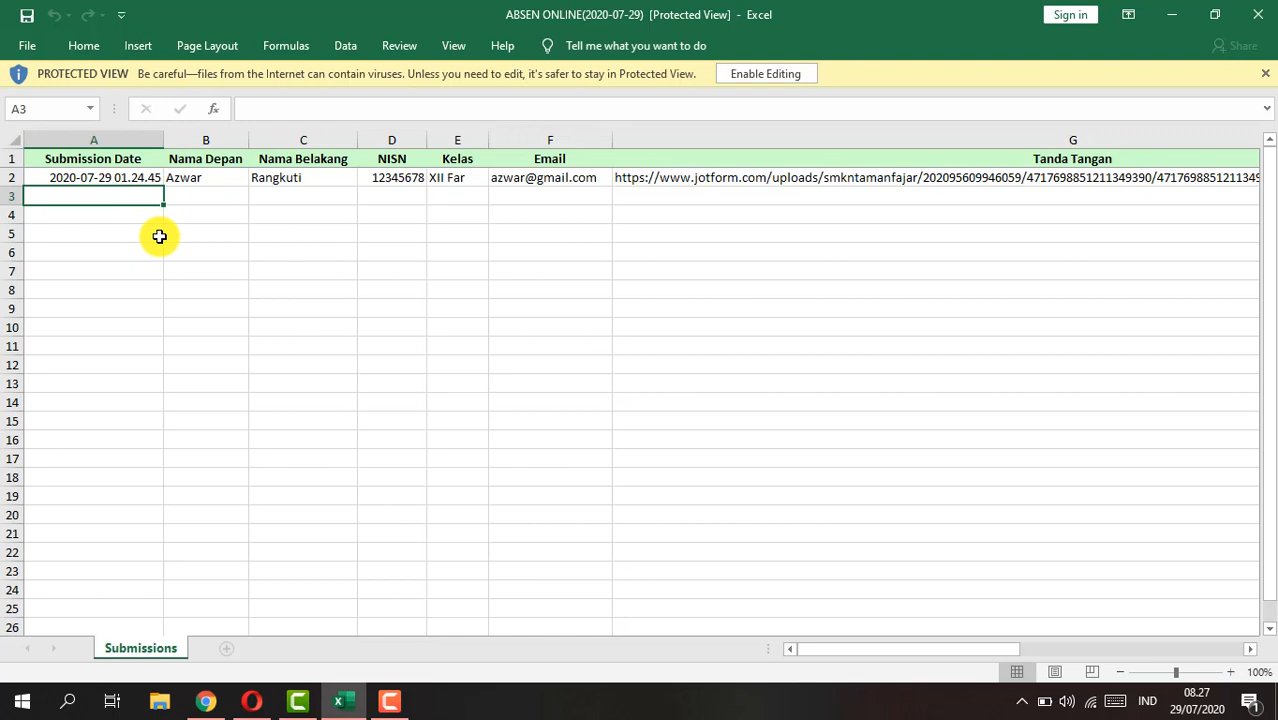 ABSEN ONLINE(2020-07-29) [Protected View] - Excel
Sign in
File Home Insert Page Layout Formulas Data Review View Help Tell me what you want to do Share
PROTECTED VIEW Be careful—files from the Internet can contain viruses. Unless you need to edit, it's safer to stay in Protected View. Enable Editing
A3 fx
A B C D E F G
1 Submission Date Nama Depan Nama Belakang NISN Kelas Email Tanda Tangan
2 2020-07-29 01.24.45 Azwar Rangkuti 12345678 XII Far azwar@gmail.com https://www.jotform.com/uploads/smkntamanfajar/202095609946059/4717698851211349390/471769885121134
3
4
5
6
7
8
9
10
11
12
13
14
15
16
17
18
19
20
21
22
23
24
25
26
Submissions
100%
IND 08.27
29/07/2020
1